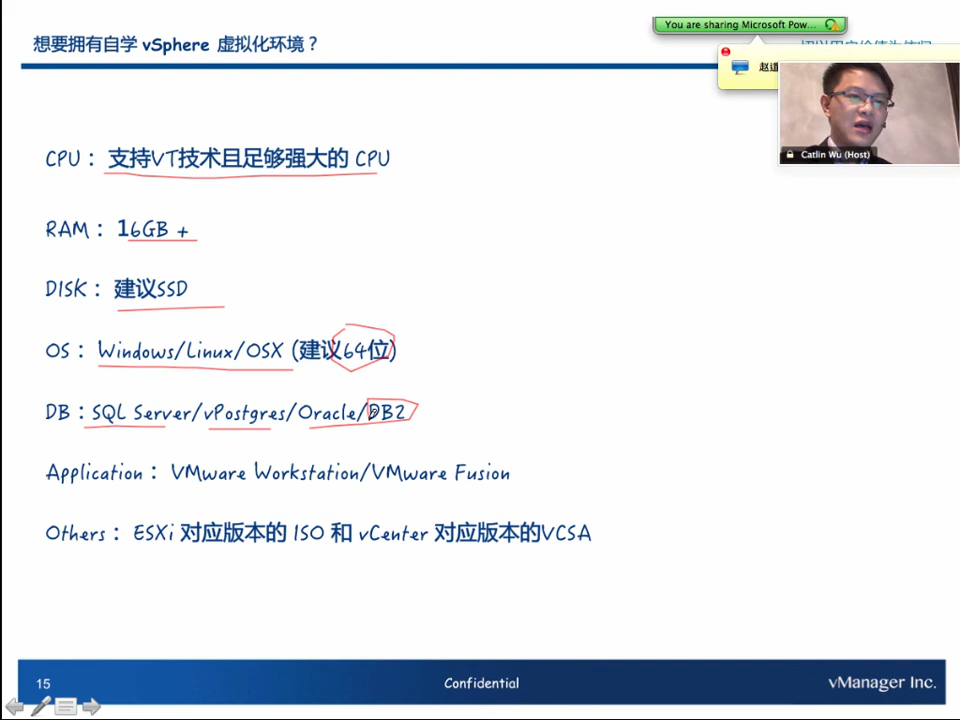 想要拥有自学 vSphere 虚拟化环境？
You are sharing Microsoft Pow...
Catlin Wu (Host)
CPU： 支持VT技术且足够强大的 CPU
RAM： 16GB +
DISK： 建议SSD
OS： Windows/Linux/OSX (建议64位)
DB：SQL Server/vPostgres/Oracle/DB2
Application： VMware Workstation/VMware Fusion
Others： ESXi 对应版本的 ISO 和 vCenter 对应版本的VCSA
15
Confidential
vManager Inc.